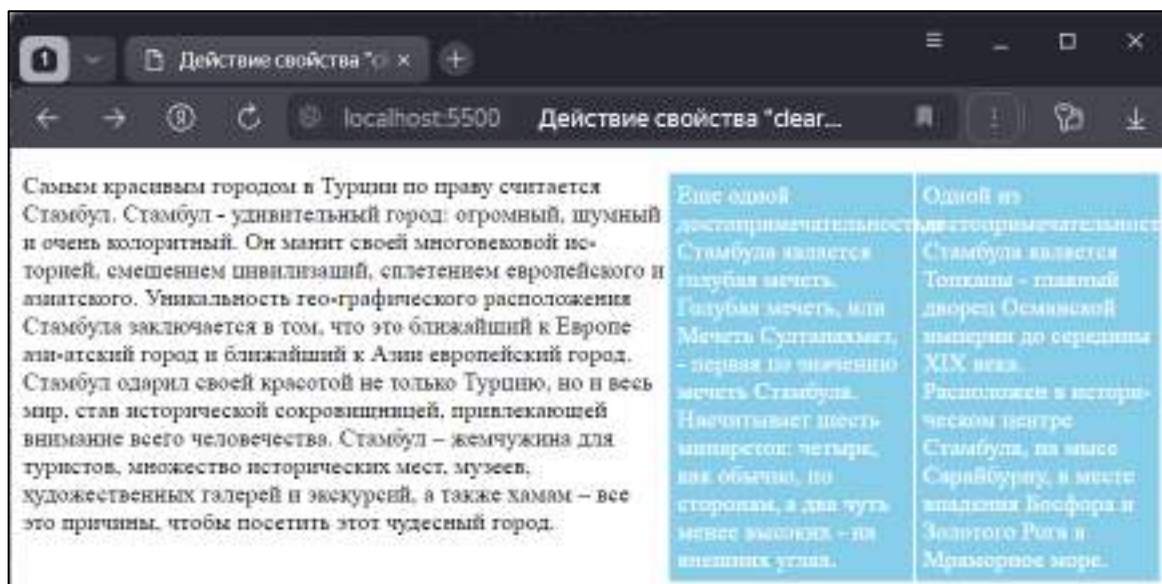 1
Действие свойства "cl
localhost:5500
Действие свойства "clear...
Самым красивым городом в Турции по праву считается
Стамбул. Стамбул - удивительный город: огромный, шумный
и очень колоритный. Он манит своей многовековой ис-
торией, смешением цивилизаций, сплетением европейского и
азиатского. Уникальность гео-графического расположения
Стамбула заключается в том, что это ближайший к Европе
ази-атский город и ближайший к Азии европейский город.
Стамбул одарил своей красотой не только Турцию, но и весь
мир, став исторической сокровищницей, привлекающей
внимание всего человечества. Стамбул – жемчужина для
туристов, множество исторических мест, музеев,
художественных галерей и экскурсий, а также хамам – все
это причины, чтобы посетить этот чудесный город.
Еще одной
Стамбула является
голубая мечеть.
Голубая мечеть, или
Мечеть Султанахмет,
- первая по значению
мечеть Стамбула.
Насчитывает шесть
минаретов: четыре,
как обычно, по
сторонам, а два чуть
менее высоких - на
внешних углах.
Одной из
Стамбула является
Топкапы - главный
дворец Османской
империи до середины
XIX века.
Расположен в истори-
ческом центре
Стамбула, на мысе
Сарайбурну, в месте
впадения Босфора и
Золотого Рога в
Мраморное море.